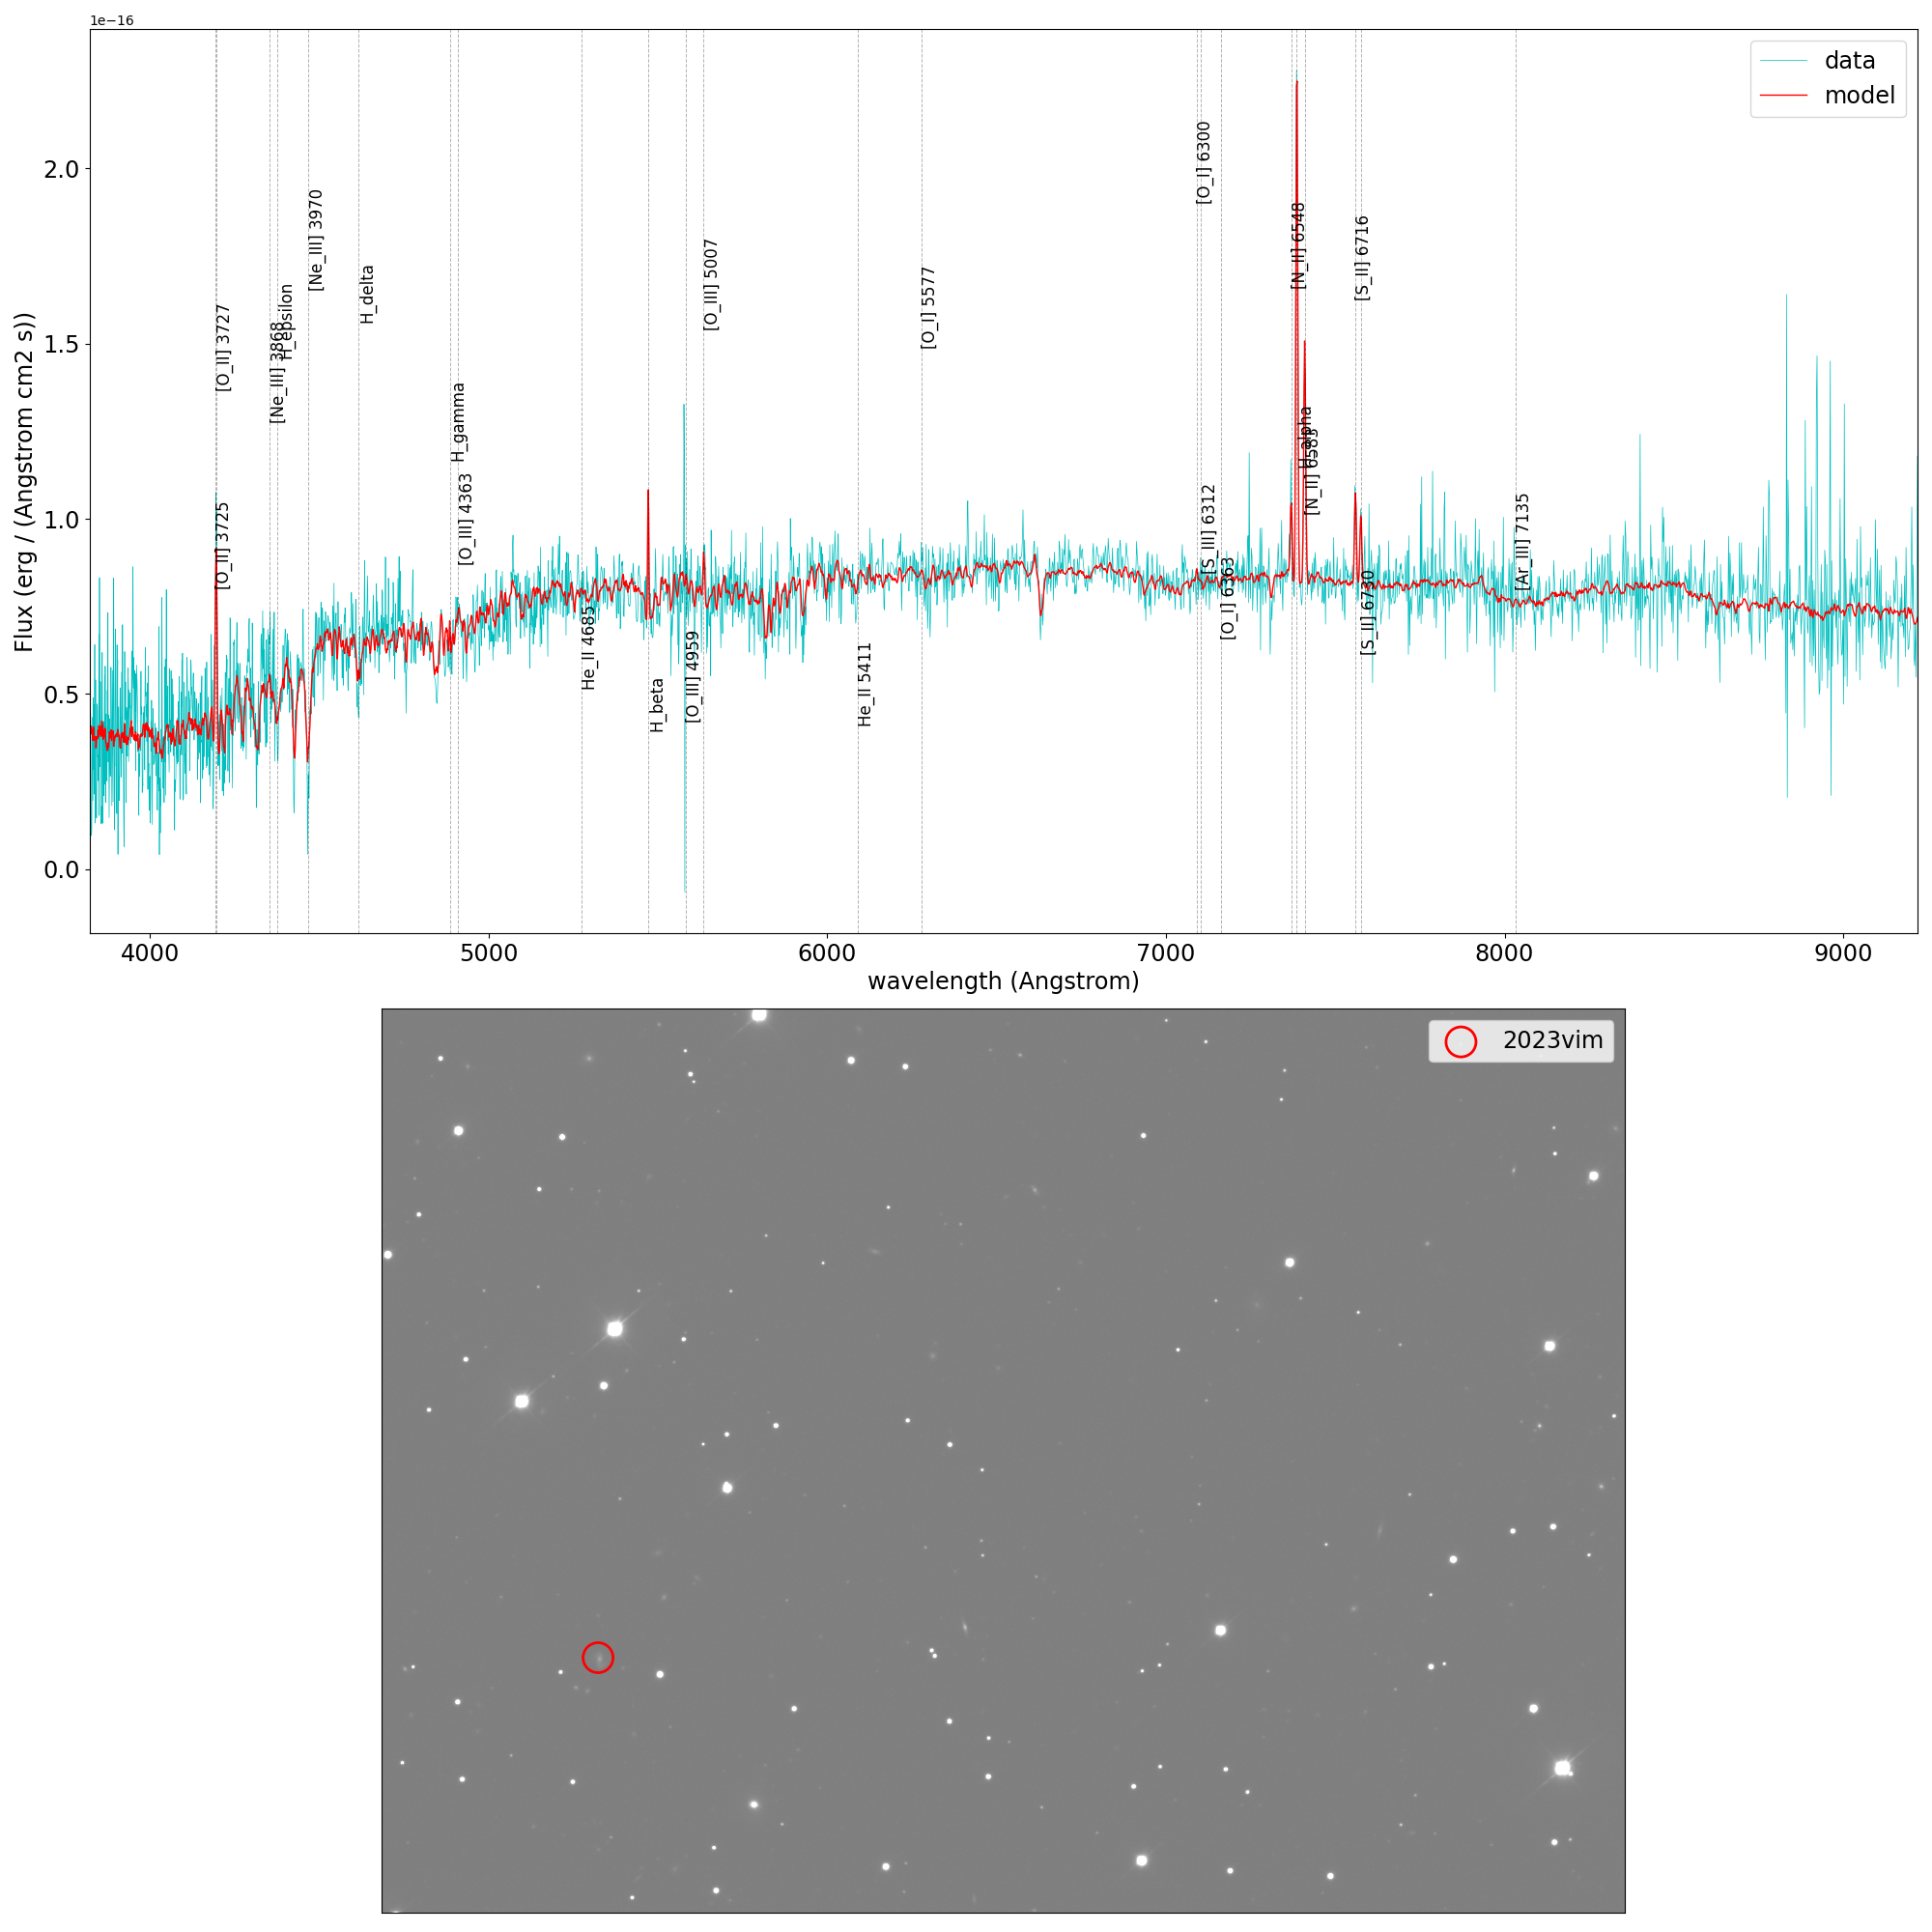 1e−16
data
model
Flux (erg / (Angstrom cm2 s))
2.0
1.5
1.0
0.5
0.0
[O_II] 3725
[O_II] 3727
[Ne_III] 3868
H_epsilon
[Ne_III] 3970
H_delta
H_gamma
[O_III] 4363
He_II 4685
H_beta
[O_III] 4959
[O_III] 5007
He_II 5411
[O_I] 5577
[O_I] 6300
[S_III] 6312
[O_I] 6363
[N_II] 6548
H_alpha
[N_II] 6583
[S_II] 6716
[S_II] 6730
[Ar_III] 7135
4000 5000 6000 7000 8000 9000
wavelength (Angstrom)
2023vim